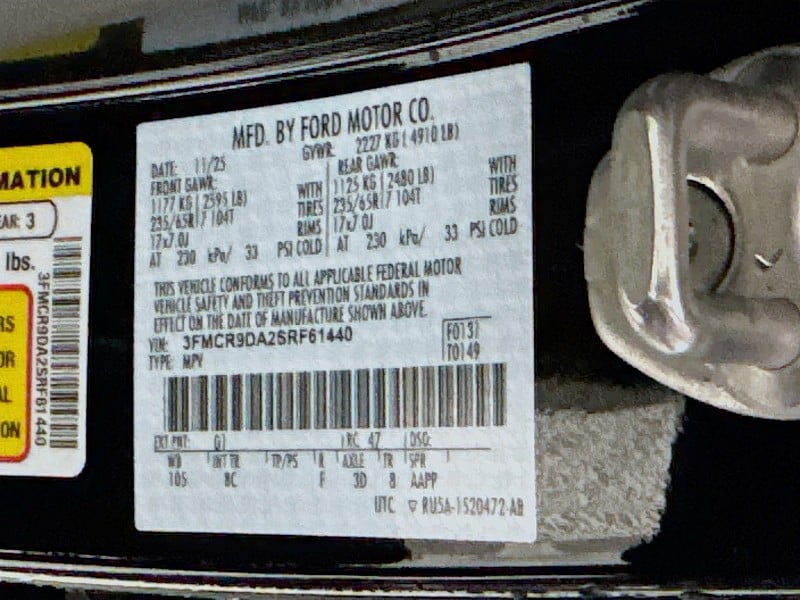 MATION
EAR: 3
lbs.
RS
OR
AL
ON
3FMCR9DA2SRF61440
MFD. BY FORD MOTOR CO.
DATE: 11/25 GVWR: 2227 KG ( 4910 LB)
FRONT GAWR: REAR GAWR:
1177 KG ( 2595 LB) WITH 1125 KG ( 2480 LB) WITH
235/65R17 104T TIRES 235/65R17 104T TIRES
17x7.0J RIMS 17x7.0J RIMS
AT 230 kPa/ 33 PSI COLD AT 230 kPa/ 33 PSI COLD
THIS VEHICLE CONFORMS TO ALL APPLICABLE FEDERAL MOTOR
VEHICLE SAFETY AND THEFT PREVENTION STANDARDS IN
EFFECT ON THE DATE OF MANUFACTURE SHOWN ABOVE.
VIN: 3FMCR9DA2SRF61440 F0137
TYPE: MPV T0149
EXT PNT: G1 RC: 47 DSO:
WB INT TR TP/PS R AXLE TR SPR
105 8C F 3D 8 AAPP
UTC ▽ RU5A-1520472-AB